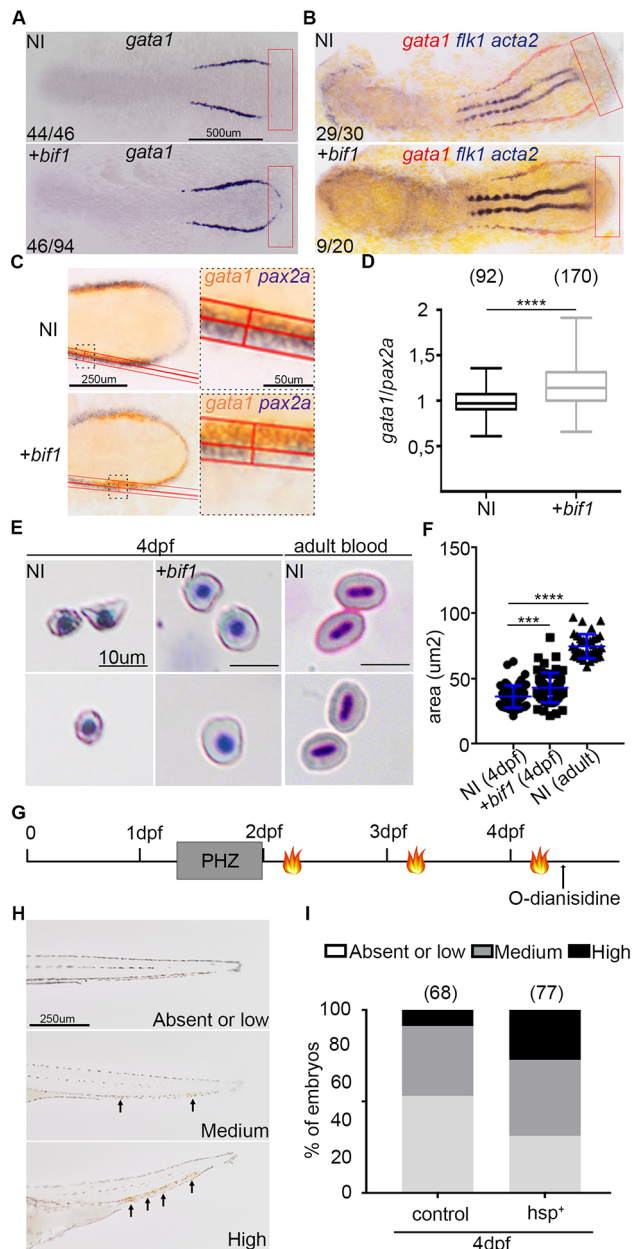 A
NI
gata1
44/46
500um
+bif1
gata1
46/94
B
NI
gata1 flk1 acta2
29/30
+bif1
gata1 flk1 acta2
9/20
C
NI
gata1 pax2a
250um
50um
+bif1
gata1 pax2a
D
(92) (170)
****
gata1/pax2a
2
1,5
1
0,5
NI
+bif1
E
4dpf
adult blood
NI
+bif1
NI
10um
F
150
100
50
0
area (um2)
***
****
NI (4dpf)
+bif1 (4dpf)
NI (adult)
G
0
1dpf
2dpf
3dpf
4dpf
PHZ
O-dianisidine
H
250um
Absent or low
Medium
High
I
Absent or low
Medium
High
(68) (77)
% of embryos
100
80
60
40
20
0
control
hsp+
4dpf